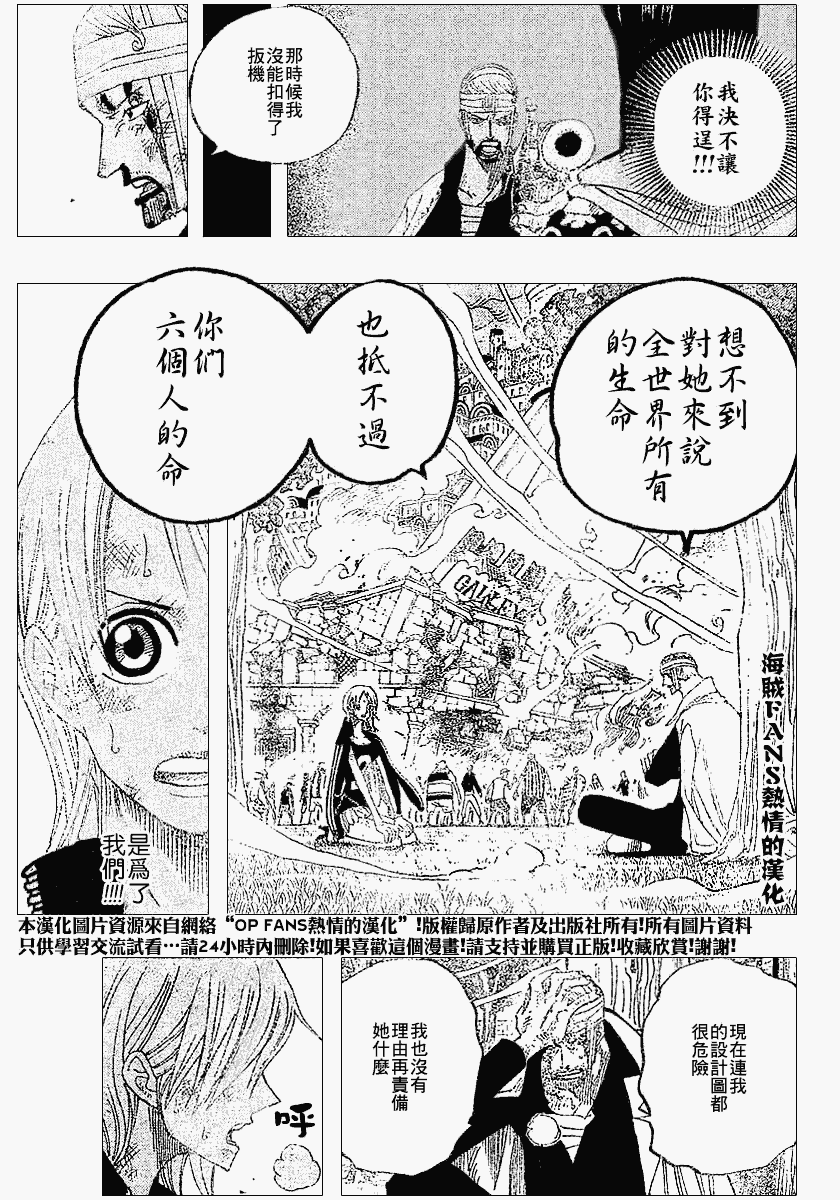 我決不讓
你得逞!!!
那時候我
沒能扣得了
扳機
想不到
對她來說
全世界所有
的生命
也抵不過
你們
六個人的命
GALLEY
海賊FANS熱情的漢化
是爲了
我們!!!!
本漢化圖片資源來自網絡“OP FANS熱情的漢化”!版權歸原作者及出版社所有!所有圖片資料
只供學習交流試看…請24小時內刪除!如果喜歡這個漫畫!請支持並購買正版!收藏欣賞!謝謝!
現在連我
的設計圖都
很危險
我也沒有
理由再責備
她什麼
呼